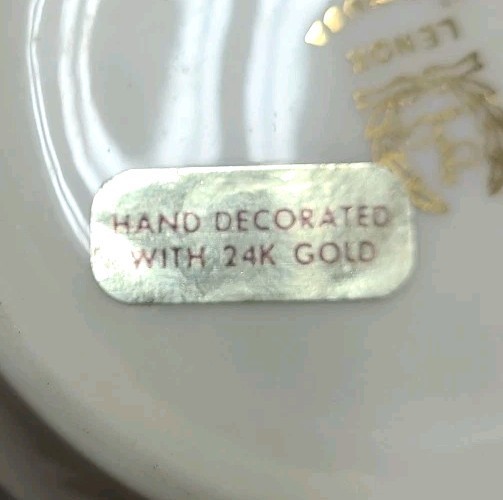 LENOX
HAND DECORATED
WITH 24K GOLD